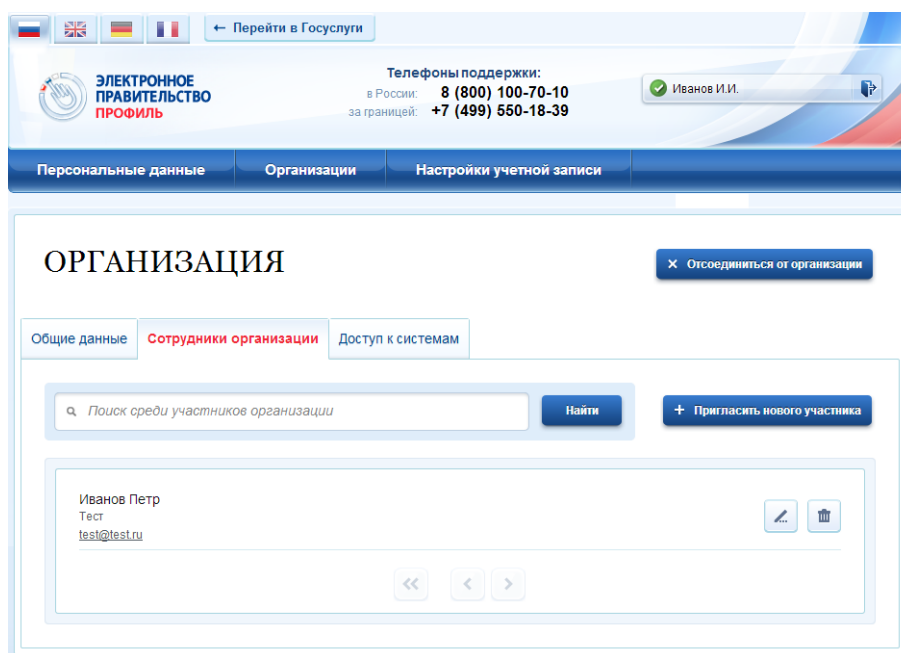 ← Перейти в Госуслуги
ЭЛЕКТРОННОЕ
ПРАВИТЕЛЬСТВО
ПРОФИЛЬ
Телефоны поддержки:
в России: 8 (800) 100-70-10
за границей: +7 (499) 550-18-39
Иванов И.И.
Персональные данные Организации Настройки учетной записи
ОРГАНИЗАЦИЯ
× Отсоединиться от организации
Общие данные Сотрудники организации Доступ к системам
Поиск среди участников организации Найти + Пригласить нового участника
Иванов Петр
Тест
test@test.ru